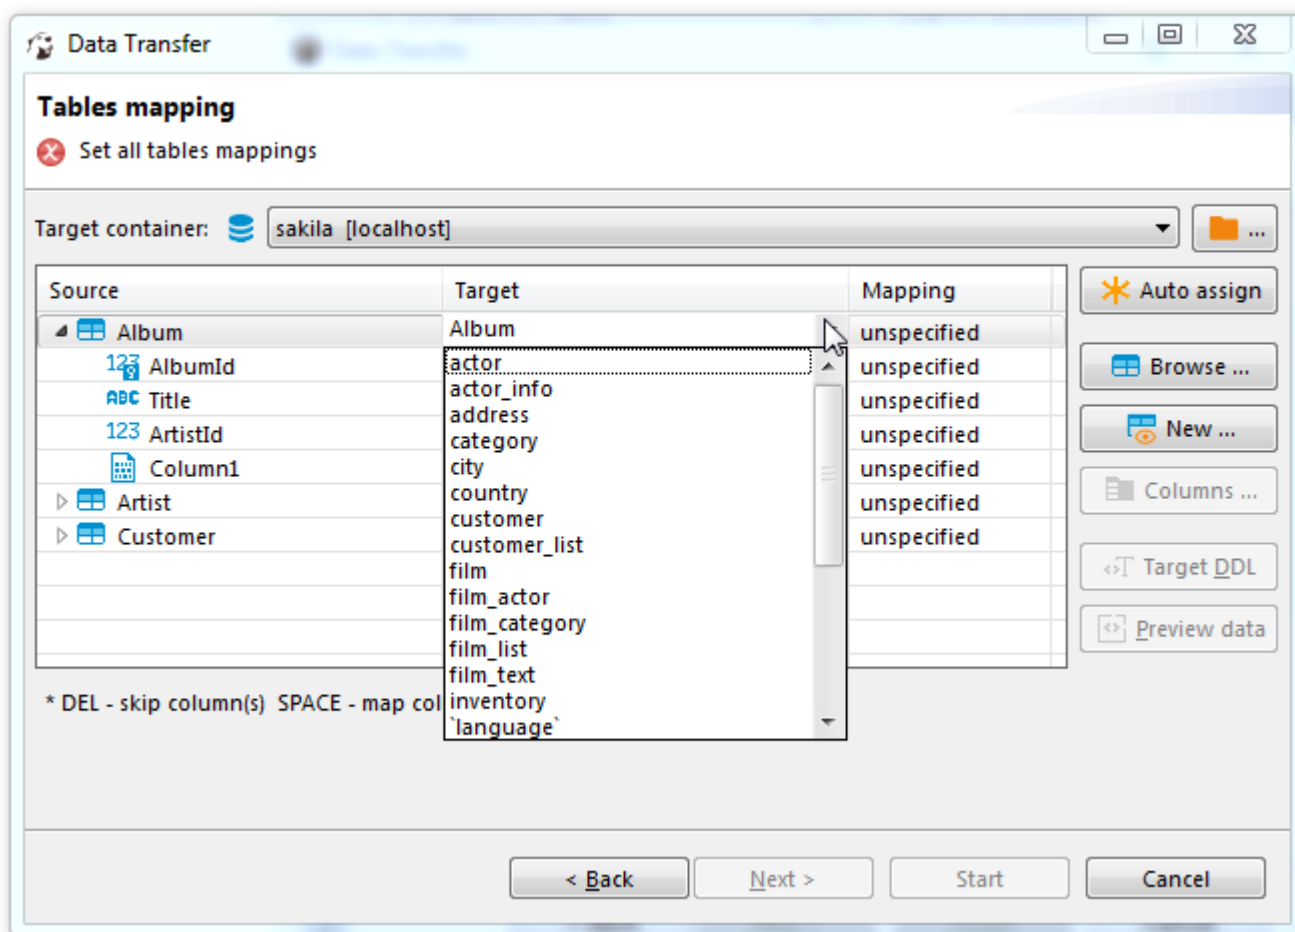 Data Transfer
Tables mapping
Set all tables mappings
Target container: sakila [localhost] ...
Source Target Mapping Auto assign
Album Album unspecified
123 AlbumId actor unspecified Browse ...
actor_info
ABC Title address unspecified
123 ArtistId category unspecified New ...
Column1 city unspecified
country Columns ...
Artist customer unspecified
Customer customer_list unspecified
film Target DDL
film_actor
film_category Preview data
film_list
film_text
* DEL - skip column(s) SPACE - map col inventory
`language`
< Back Next > Start Cancel